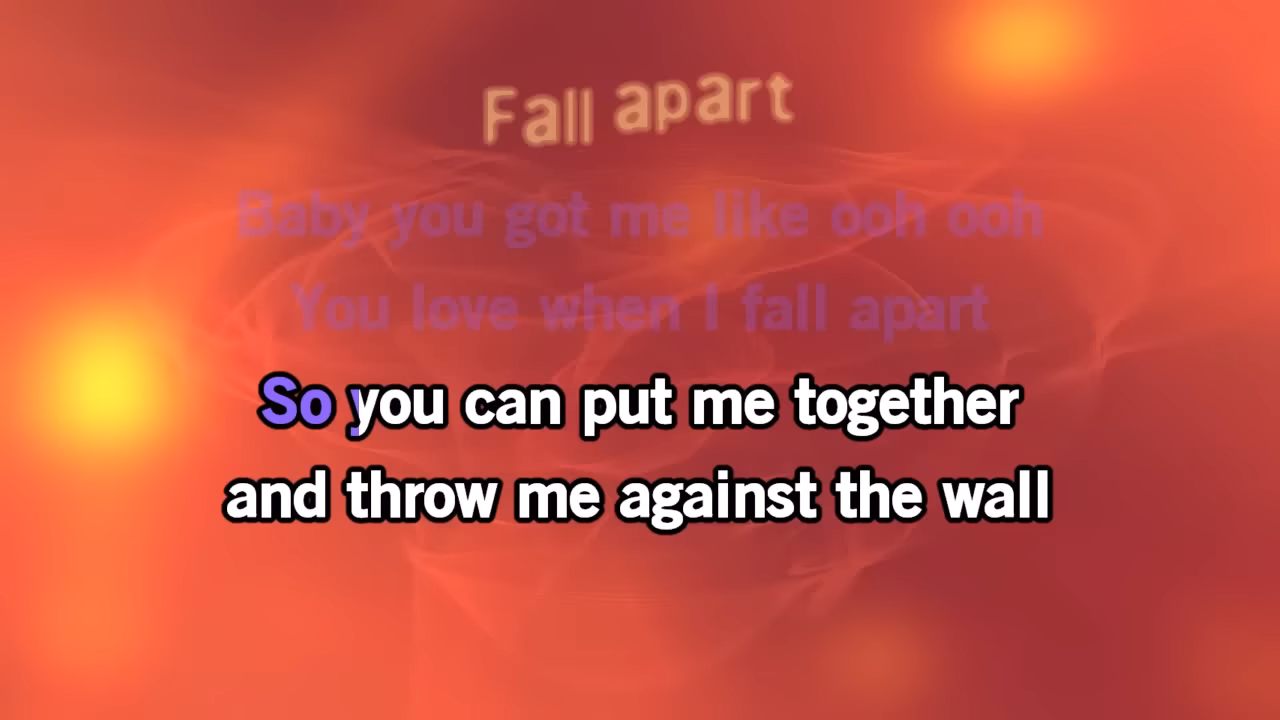 Fall apart
Baby you got me like ooh ooh
You love when I fall apart
So you can put me together
and throw me against the wall